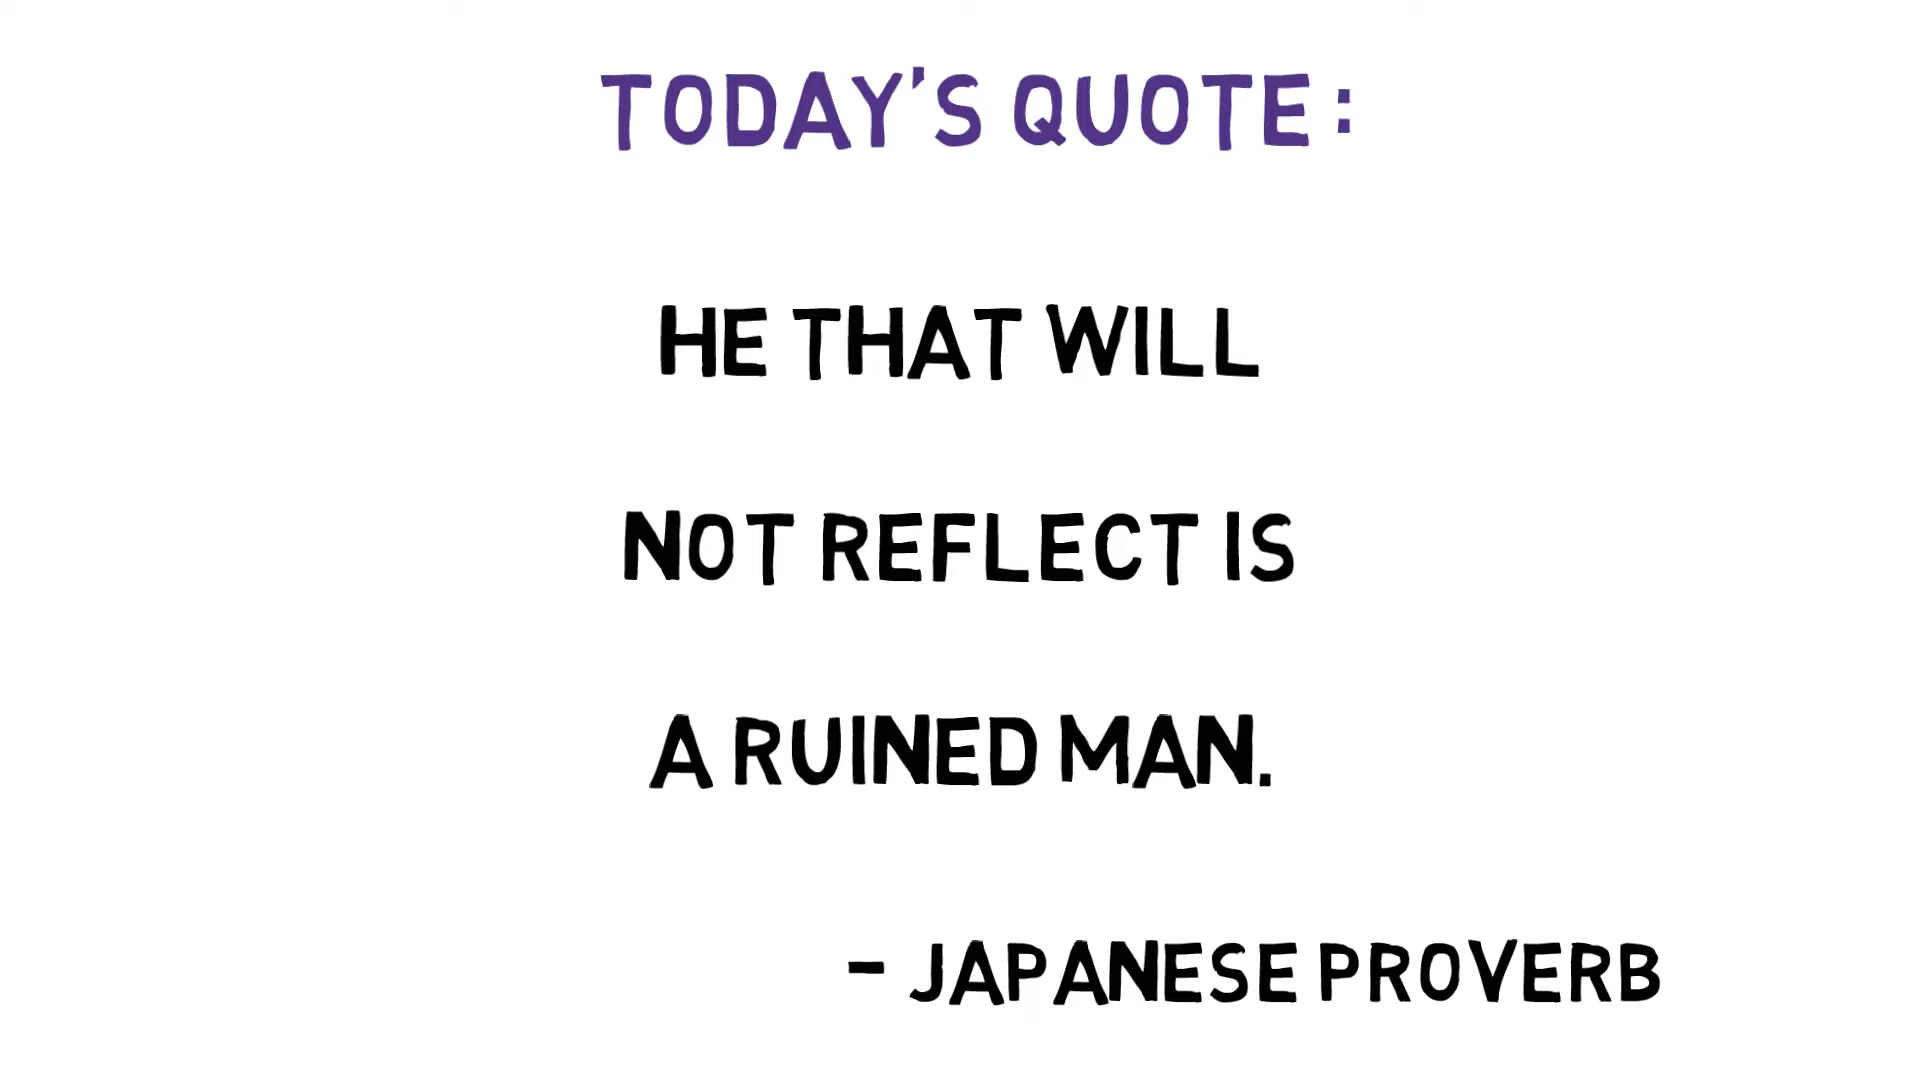 TODAY'S QUOTE:
HE THAT WILL
NOT REFLECT IS
A RUINED MAN.
- JAPANESE PROVERB